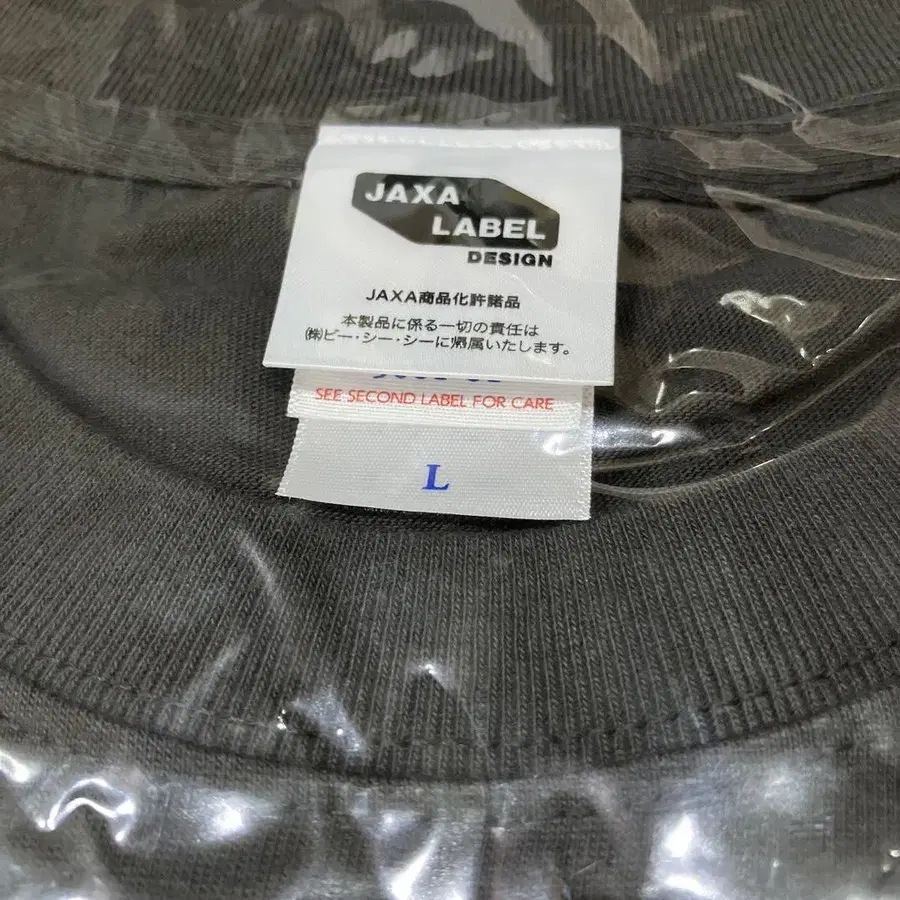 JAXA
LABEL
DESIGN
JAXA商品化許諾品
本製品に係る一切の責任は
㈱ビー・シー・シーに帰属いたします。
SEE SECOND LABEL FOR CARE
L